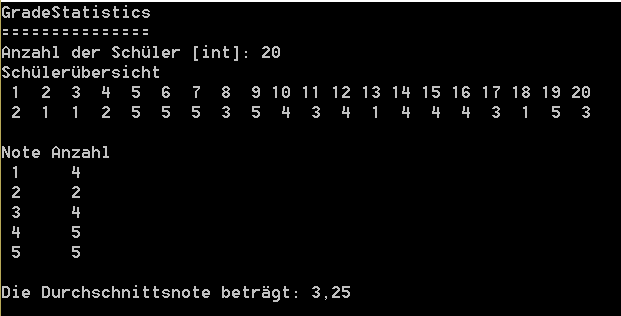 GradeStatistics
===============
Anzahl der Schüler [int]: 20
Schülerübersicht
1 2 3 4 5 6 7 8 9 10 11 12 13 14 15 16 17 18 19 20
2 1 1 2 5 5 5 3 5 4 3 4 1 4 4 4 3 1 5 3
Note Anzahl
1 4
2 2
3 4
4 5
5 5
Die Durchschnittsnote beträgt: 3,25